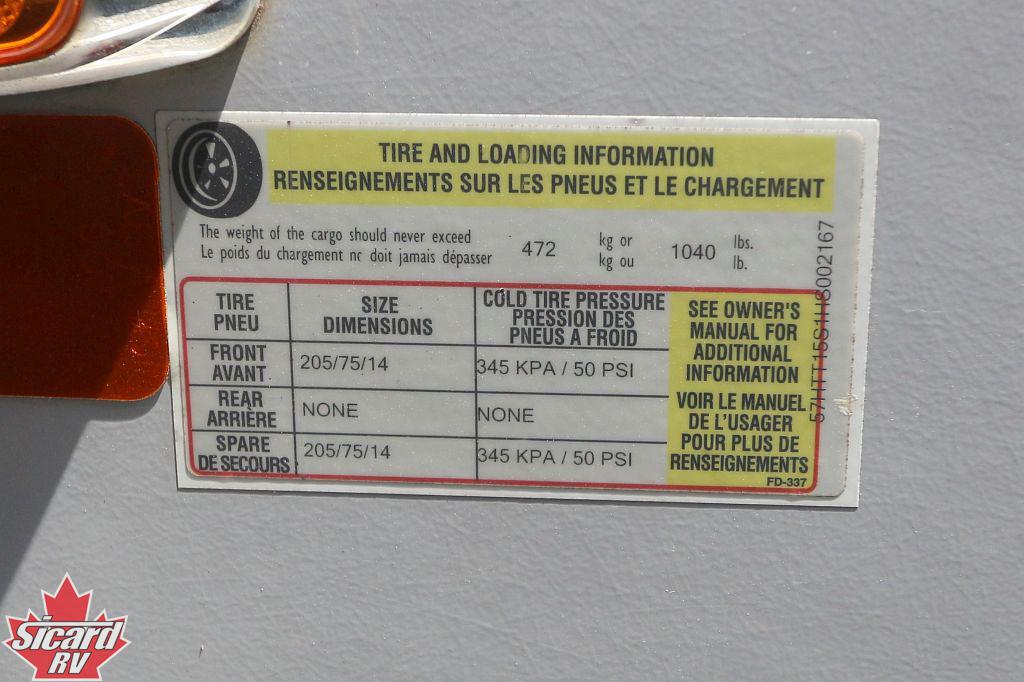 TIRE AND LOADING INFORMATION
RENSEIGNEMENTS SUR LES PNEUS ET LE CHARGEMENT
The weight of the cargo should never exceed
Le poids du chargement ne doit jamais dépasser
472
kg or
kg ou
1040
lbs.
lb.
TIRE
PNEU
SIZE
DIMENSIONS
COLD TIRE PRESSURE
PRESSION DES
PNEUS A FROID
FRONT
AVANT
205/75/14
345 KPA / 50 PSI
REAR
ARRIÈRE
NONE
NONE
SPARE
DE SECOURS
205/75/14
345 KPA / 50 PSI
SEE OWNER'S
MANUAL FOR
ADDITIONAL
INFORMATION
VOIR LE MANUEL
DE L'USAGER
POUR PLUS DE
RENSEIGNEMENTS
FD-337
Sicard
RV